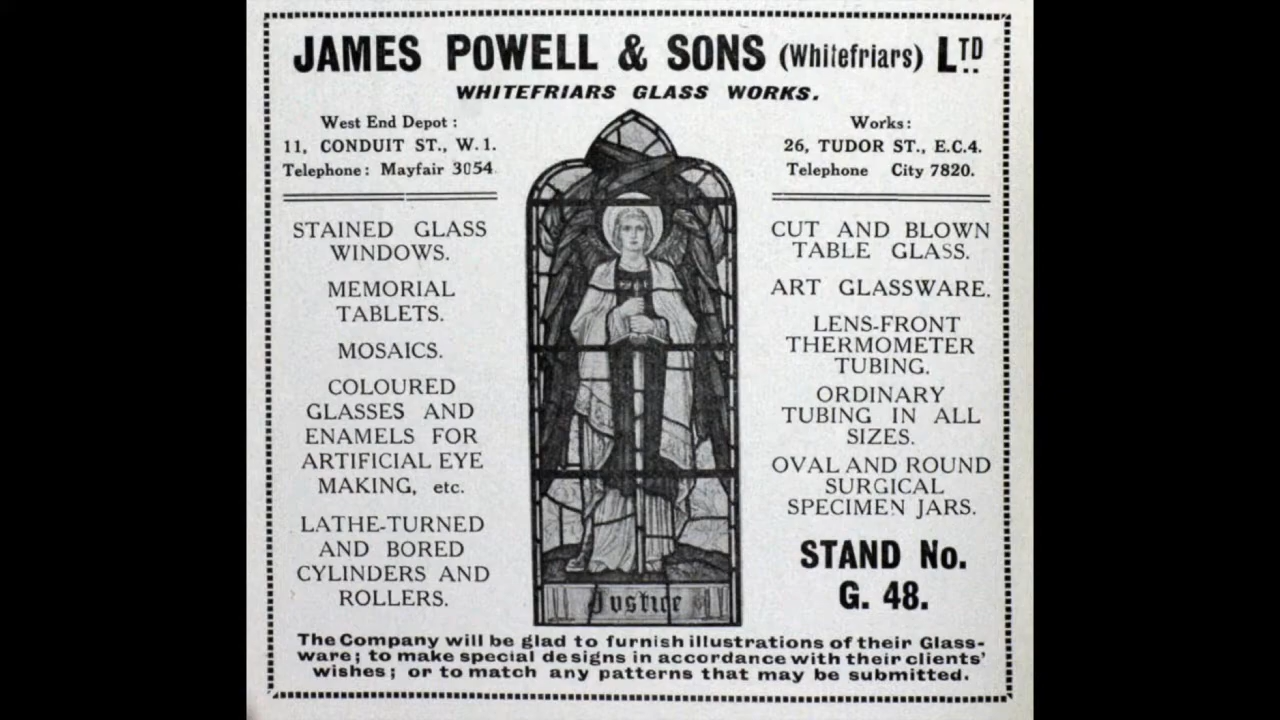 JAMES POWELL & SONS (Whitefriars) LTD
WHITEFRIARS GLASS WORKS.
West End Depot:
11, CONDUIT ST., W.1.
Telephone: Mayfair 3054
STAINED GLASS
WINDOWS.
MEMORIAL
TABLETS.
MOSAICS.
COLOURED
GLASSES AND
ENAMELS FOR
ARTIFICIAL EYE
MAKING, etc.
LATHE-TURNED
AND BORED
CYLINDERS AND
ROLLERS.
Justice
Works:
26, TUDOR ST., E.C.4.
Telephone City 7820.
CUT AND BLOWN
TABLE GLASS.
ART GLASSWARE.
LENS-FRONT
THERMOMETER
TUBING.
ORDINARY
TUBING IN ALL
SIZES.
OVAL AND ROUND
SURGICAL
SPECIMEN JARS.
STAND No.
G. 48.
The Company will be glad to furnish illustrations of their Glass-
ware; to make special designs in accordance with their clients'
wishes; or to match any patterns that may be submitted.